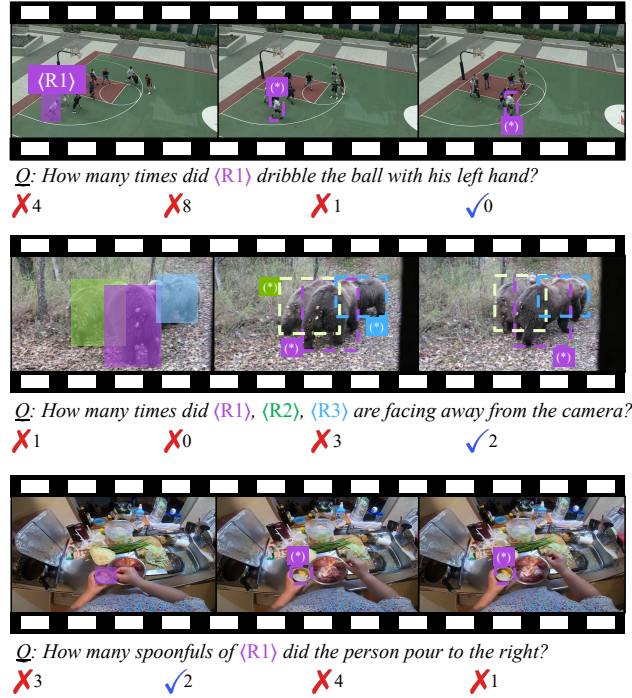 ⟨R1⟩
(*)
(*)
Q: How many times did ⟨R1⟩ dribble the ball with his left hand?
✗4 ✗8 ✗1 ✓0
(*)
(*)
(*)
(*)
Q: How many times did ⟨R1⟩, ⟨R2⟩, ⟨R3⟩ are facing away from the camera?
✗1 ✗0 ✗3 ✓2
(*)
(*)
Q: How many spoonfuls of ⟨R1⟩ did the person pour to the right?
✗3 ✓2 ✗4 ✗1